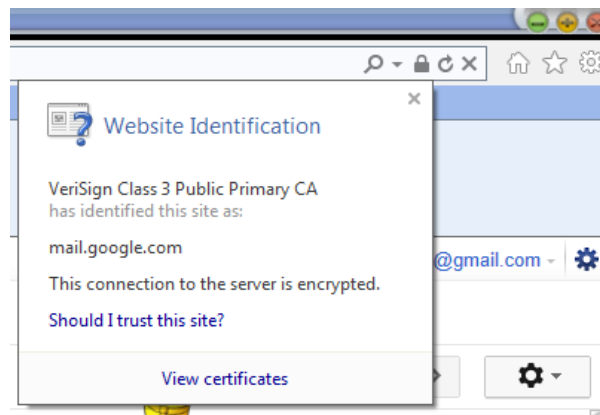 Website Identification
VeriSign Class 3 Public Primary CA
has identified this site as:
mail.google.com
@gmail.com
This connection to the server is encrypted.
Should I trust this site?
View certificates